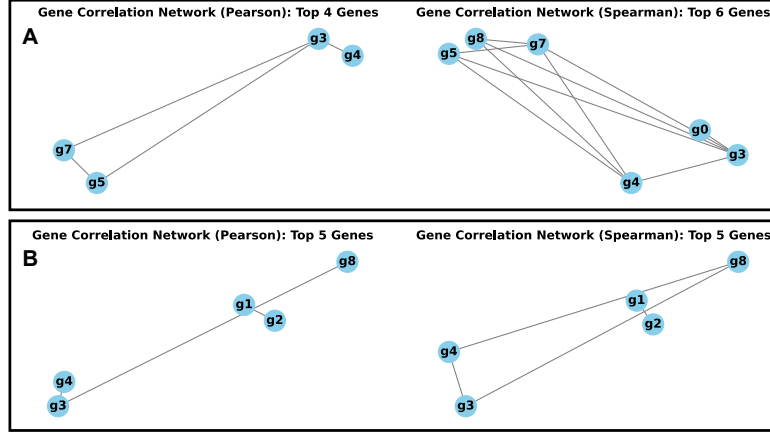 Gene Correlation Network (Pearson): Top 4 Genes
Gene Correlation Network (Spearman): Top 6 Genes
A
g3
g4
g7
g5
g8
g7
g5
g0
g3
g4
Gene Correlation Network (Pearson): Top 5 Genes
Gene Correlation Network (Spearman): Top 5 Genes
B
g8
g1
g2
g4
g3
g8
g1
g2
g4
g3